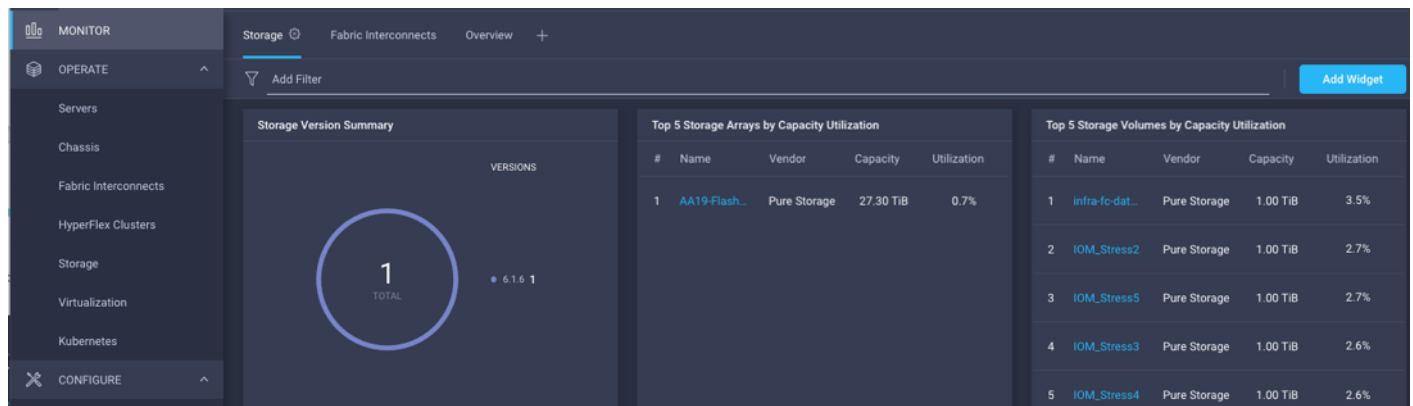 MONITOR
OPERATE
Servers
Chassis
Fabric Interconnects
HyperFlex Clusters
Storage
Virtualization
Kubernetes
CONFIGURE
Storage Fabric Interconnects Overview +
Add Filter
Add Widget
Storage Version Summary
VERSIONS
1
TOTAL
6.1.6 1
Top 5 Storage Arrays by Capacity Utilization
# Name Vendor Capacity Utilization
1 AA19-Flash... Pure Storage 27.30 TiB 0.7%
Top 5 Storage Volumes by Capacity Utilization
# Name Vendor Capacity Utilization
1 infra-fc-dat... Pure Storage 1.00 TiB 3.5%
2 IOM_Stress2 Pure Storage 1.00 TiB 2.7%
3 IOM_Stress5 Pure Storage 1.00 TiB 2.7%
4 IOM_Stress3 Pure Storage 1.00 TiB 2.6%
5 IOM_Stress4 Pure Storage 1.00 TiB 2.6%